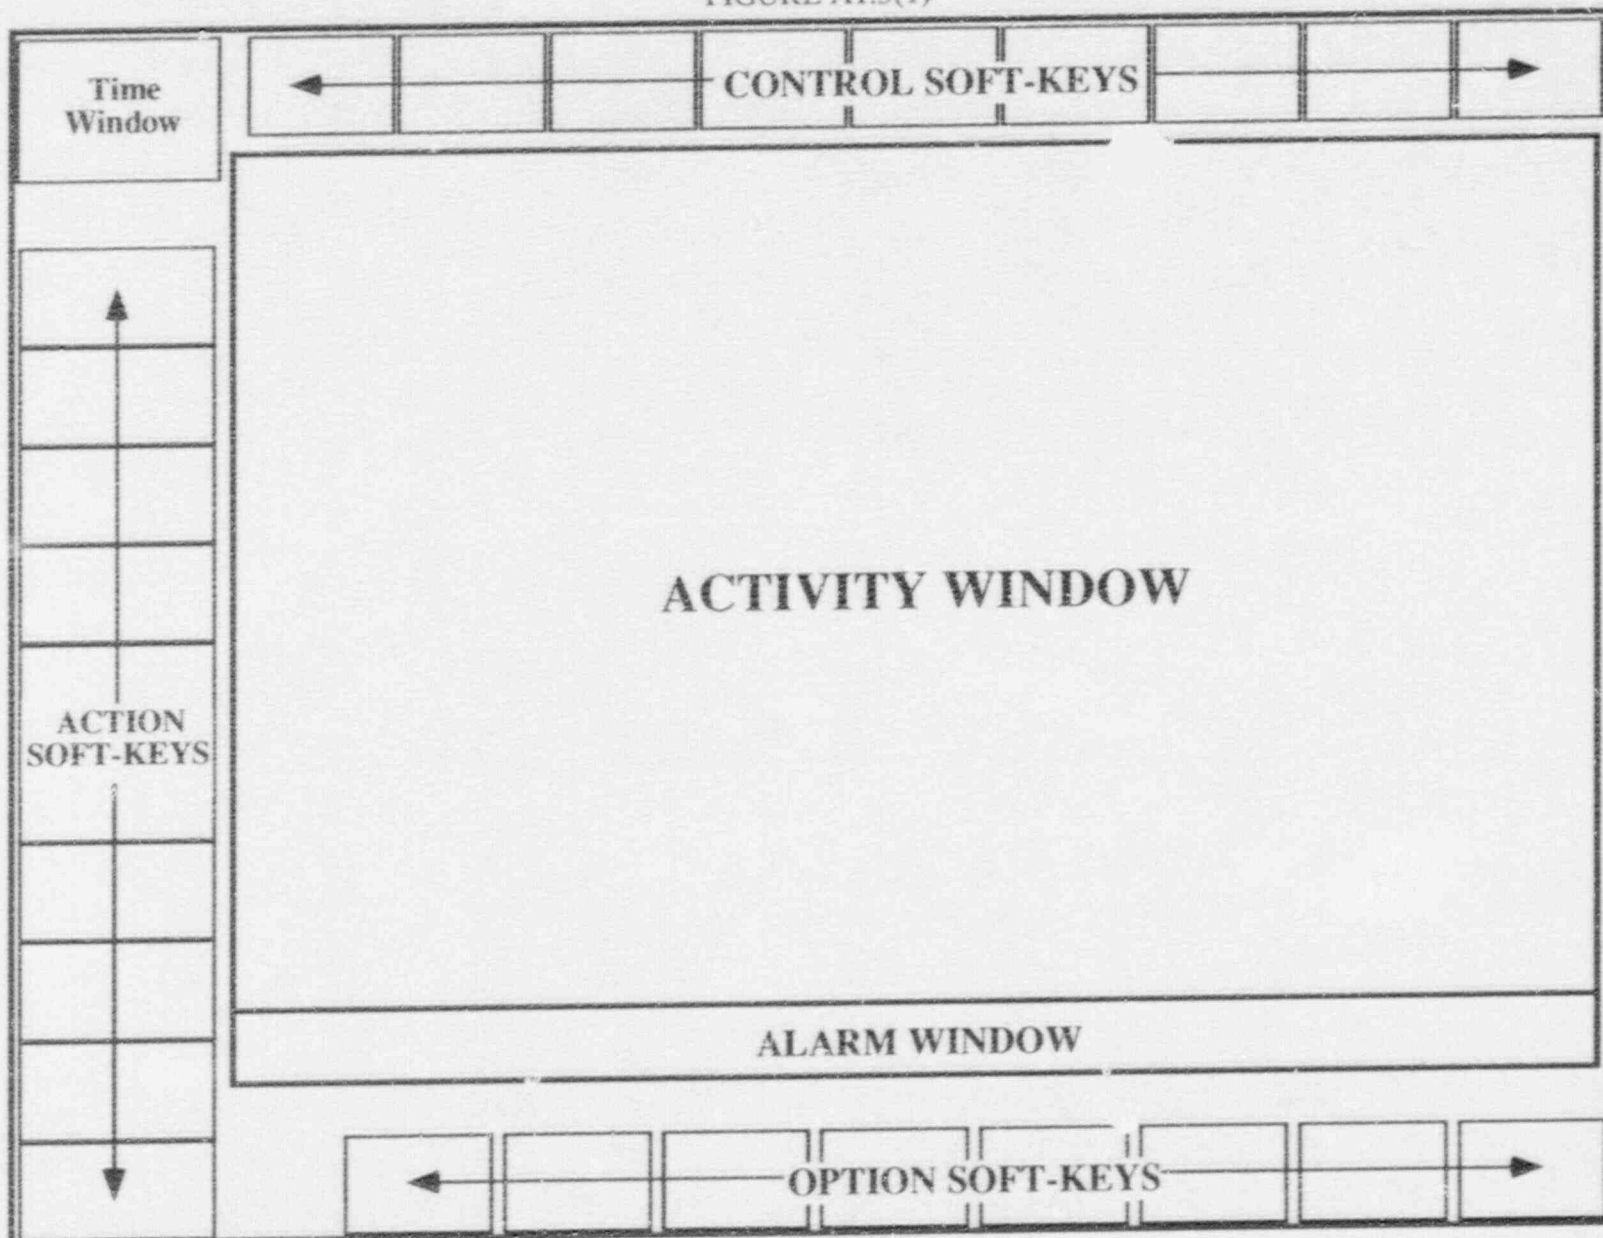 Time
Window
CONTROL SOFT-KEYS
ACTIVITY WINDOW
ACTION
SOFT-KEYS
ALARM WINDOW
OPTION SOFT-KEYS